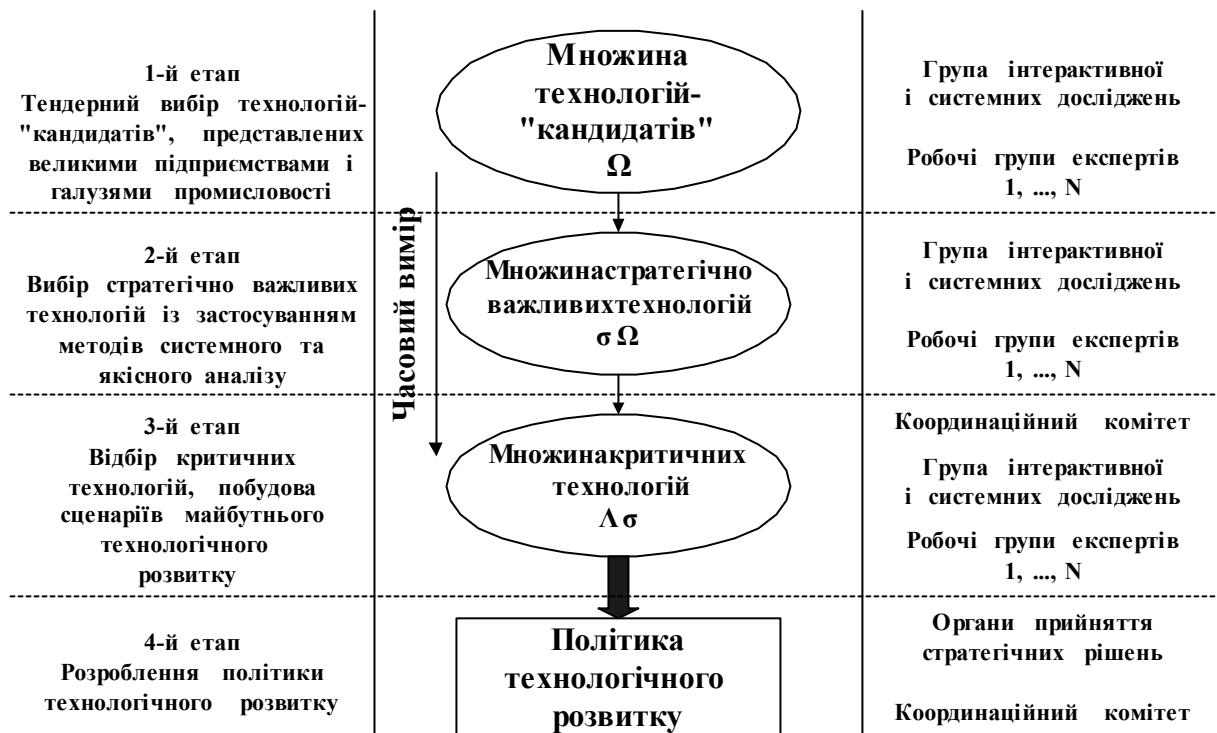 1-й етап
Тендерний вибір технологій-
"кандидатів", представлених
великими підприємствами і
галузями промисловості
Множина
технологій-
"кандидатів"
Ω
Група інтерактивної
і системних досліджень
Робочі групи експертів
1, ..., N
Часовий вимір
2-й етап
Вибір стратегічно важливих
технологій із застосуванням
методів системного та
якісного аналізу
Множинастратегічно
важливихтехнологій
σ Ω
Група інтерактивної
і системних досліджень
Робочі групи експертів
1, ..., N
3-й етап
Відбір критичних
технологій, побудова
сценаріїв майбутнього
технологічного
розвитку
Множинакритичних
технологій
Λ σ
Координаційний комітет
Група інтерактивної
і системних досліджень
Робочі групи експертів
1, ..., N
4-й етап
Розроблення політики
технологічного розвитку
Політика
технологічного
розвитку
Органи прийняття
стратегічних рішень
Координаційний комітет